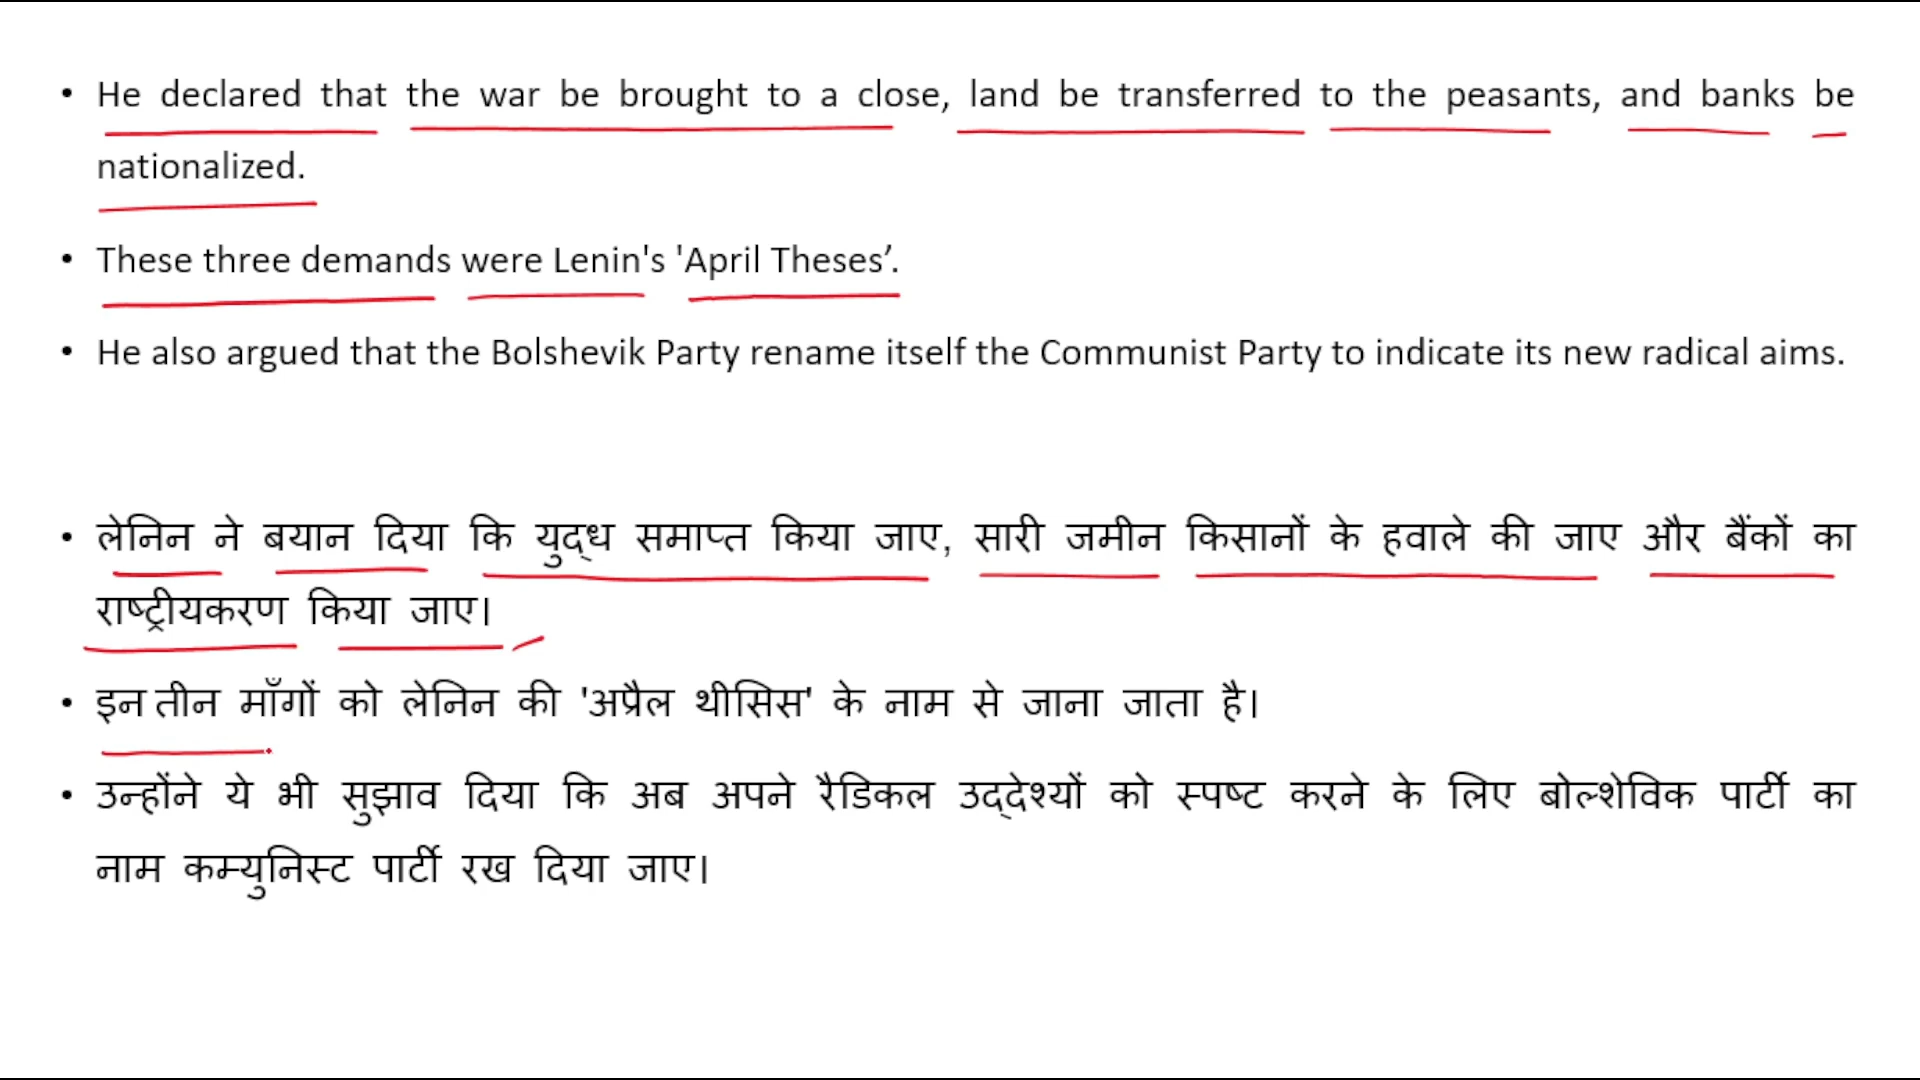 • He declared that the war be brought to a close, land be transferred to the peasants, and banks be
nationalized.
• These three demands were Lenin's 'April Theses’.
• He also argued that the Bolshevik Party rename itself the Communist Party to indicate its new radical aims.
• लेनिन ने बयान दिया कि युद्ध समाप्त किया जाए, सारी जमीन किसानों के हवाले की जाए और बैंकों का
राष्ट्रीयकरण किया जाए।
• इन तीन माँगों को लेनिन की 'अप्रैल थीसिस' के नाम से जाना जाता है।
• उन्होंने ये भी सुझाव दिया कि अब अपने रैडिकल उद्देश्यों को स्पष्ट करने के लिए बोल्शेविक पार्टी का
नाम कम्युनिस्ट पार्टी रख दिया जाए।